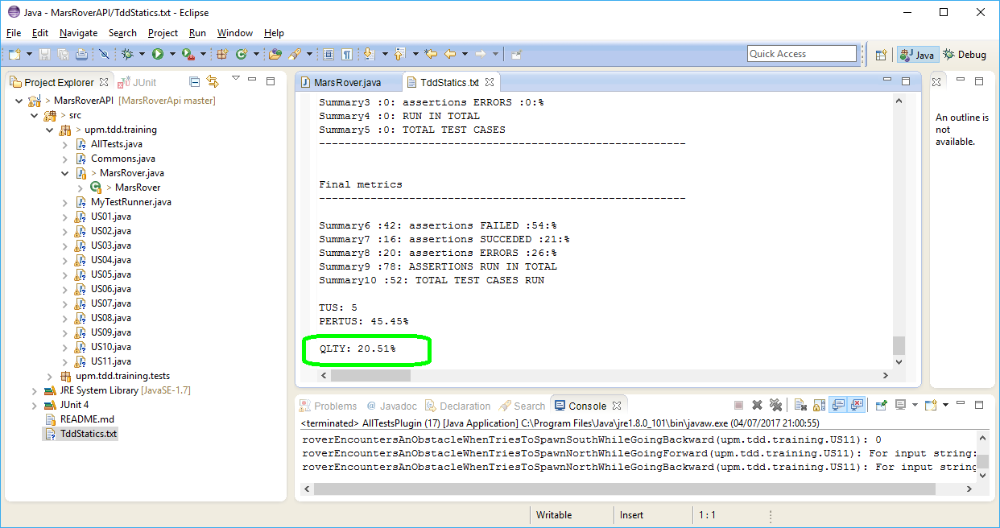 Java - MarsRoverAPI/TddStatics.txt - Eclipse
File Edit Navigate Search Project Run Window Help
Quick Access
Java
Debug
Project Explorer
JUnit
> MarsRoverAPI [MarsRoverApi master]
> src
> upm.tdd.training
AllTests.java
Commons.java
> MarsRover.java
> MarsRover
MyTestRunner.java
US01.java
US02.java
US03.java
US04.java
US05.java
US06.java
US07.java
US08.java
US09.java
US10.java
US11.java
upm.tdd.training.tests
JRE System Library [JavaSE-1.7]
JUnit 4
README.md
TddStatics.txt
MarsRover.java
TddStatics.txt
Summary3 :0: assertions ERRORS :0:%
Summary4 :0: RUN IN TOTAL
Summary5 :0: TOTAL TEST CASES
---------------------------------------------------------
Final metrics
---------------------------------------------------------
Summary6 :42: assertions FAILED :54:%
Summary7 :16: assertions SUCCEDED :21:%
Summary8 :20: assertions ERRORS :26:%
Summary9 :78: ASSERTIONS RUN IN TOTAL
Summary10 :52: TOTAL TEST CASES RUN
TUS: 5
PERTUS: 45.45%
QLTY: 20.51%
An outline is
not
available.
Problems
@ Javadoc
Declaration
Search
Console
<terminated> AllTestsPlugin (17) [Java Application] C:\Program Files\Java\jre1.8.0_101\bin\javaw.exe (04/07/2017 21:00:55)
roverEncountersAnObstacleWhenTriesToSpawnSouthWhileGoingBackward(upm.tdd.training.US11): 0
roverEncountersAnObstacleWhenTriesToSpawnNorthWhileGoingForward(upm.tdd.training.US11): For input string:
roverEncountersAnObstacleWhenTriesToSpawnNorthWhileGoingBackward(upm.tdd.training.US11): For input string
Writable
Insert
1 : 1